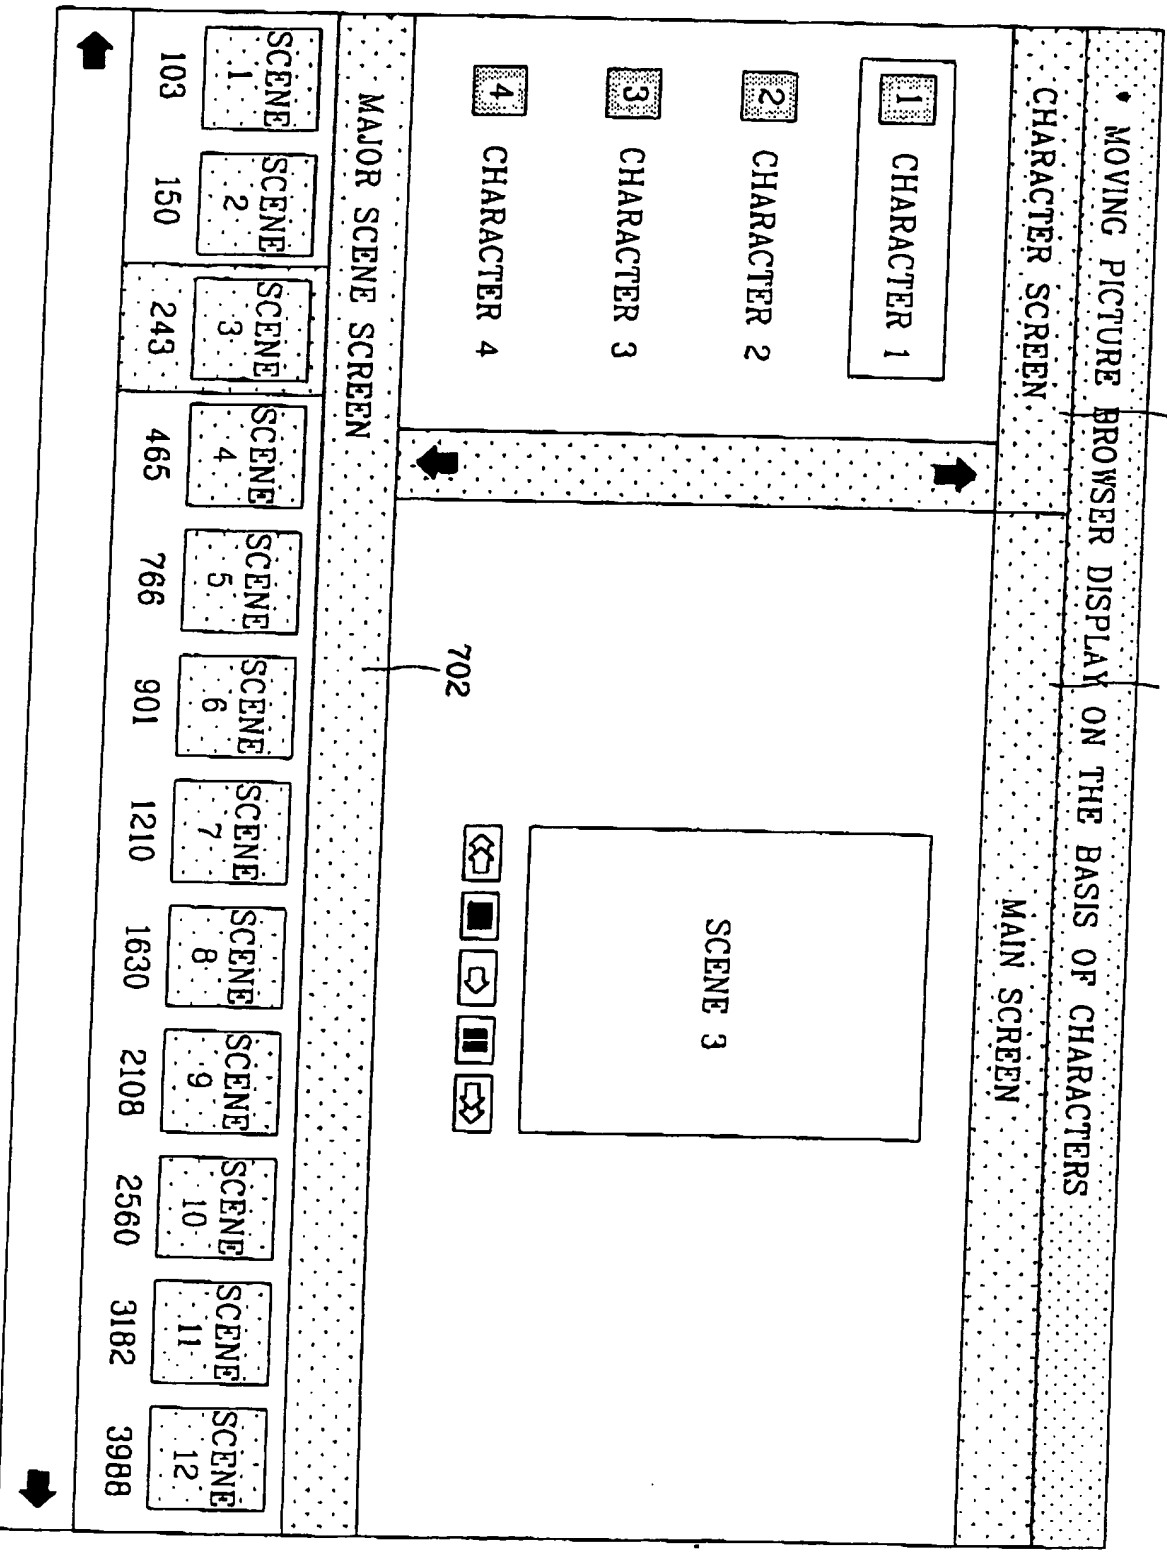 MOVING PICTURE BROWSER DISPLAY ON THE BASIS OF CHARACTERS
CHARACTER SCREEN
MAIN SCREEN
1 CHARACTER 1
2 CHARACTER 2
3 CHARACTER 3
4 CHARACTER 4
SCENE 3
702
MAJOR SCENE SCREEN
SCENE 1
SCENE 2
SCENE 3
SCENE 4
SCENE 5
SCENE 6
SCENE 7
SCENE 8
SCENE 9
SCENE 10
SCENE 11
SCENE 12
103 150 243 465 766 901 1210 1630 2108 2560 3182 3988